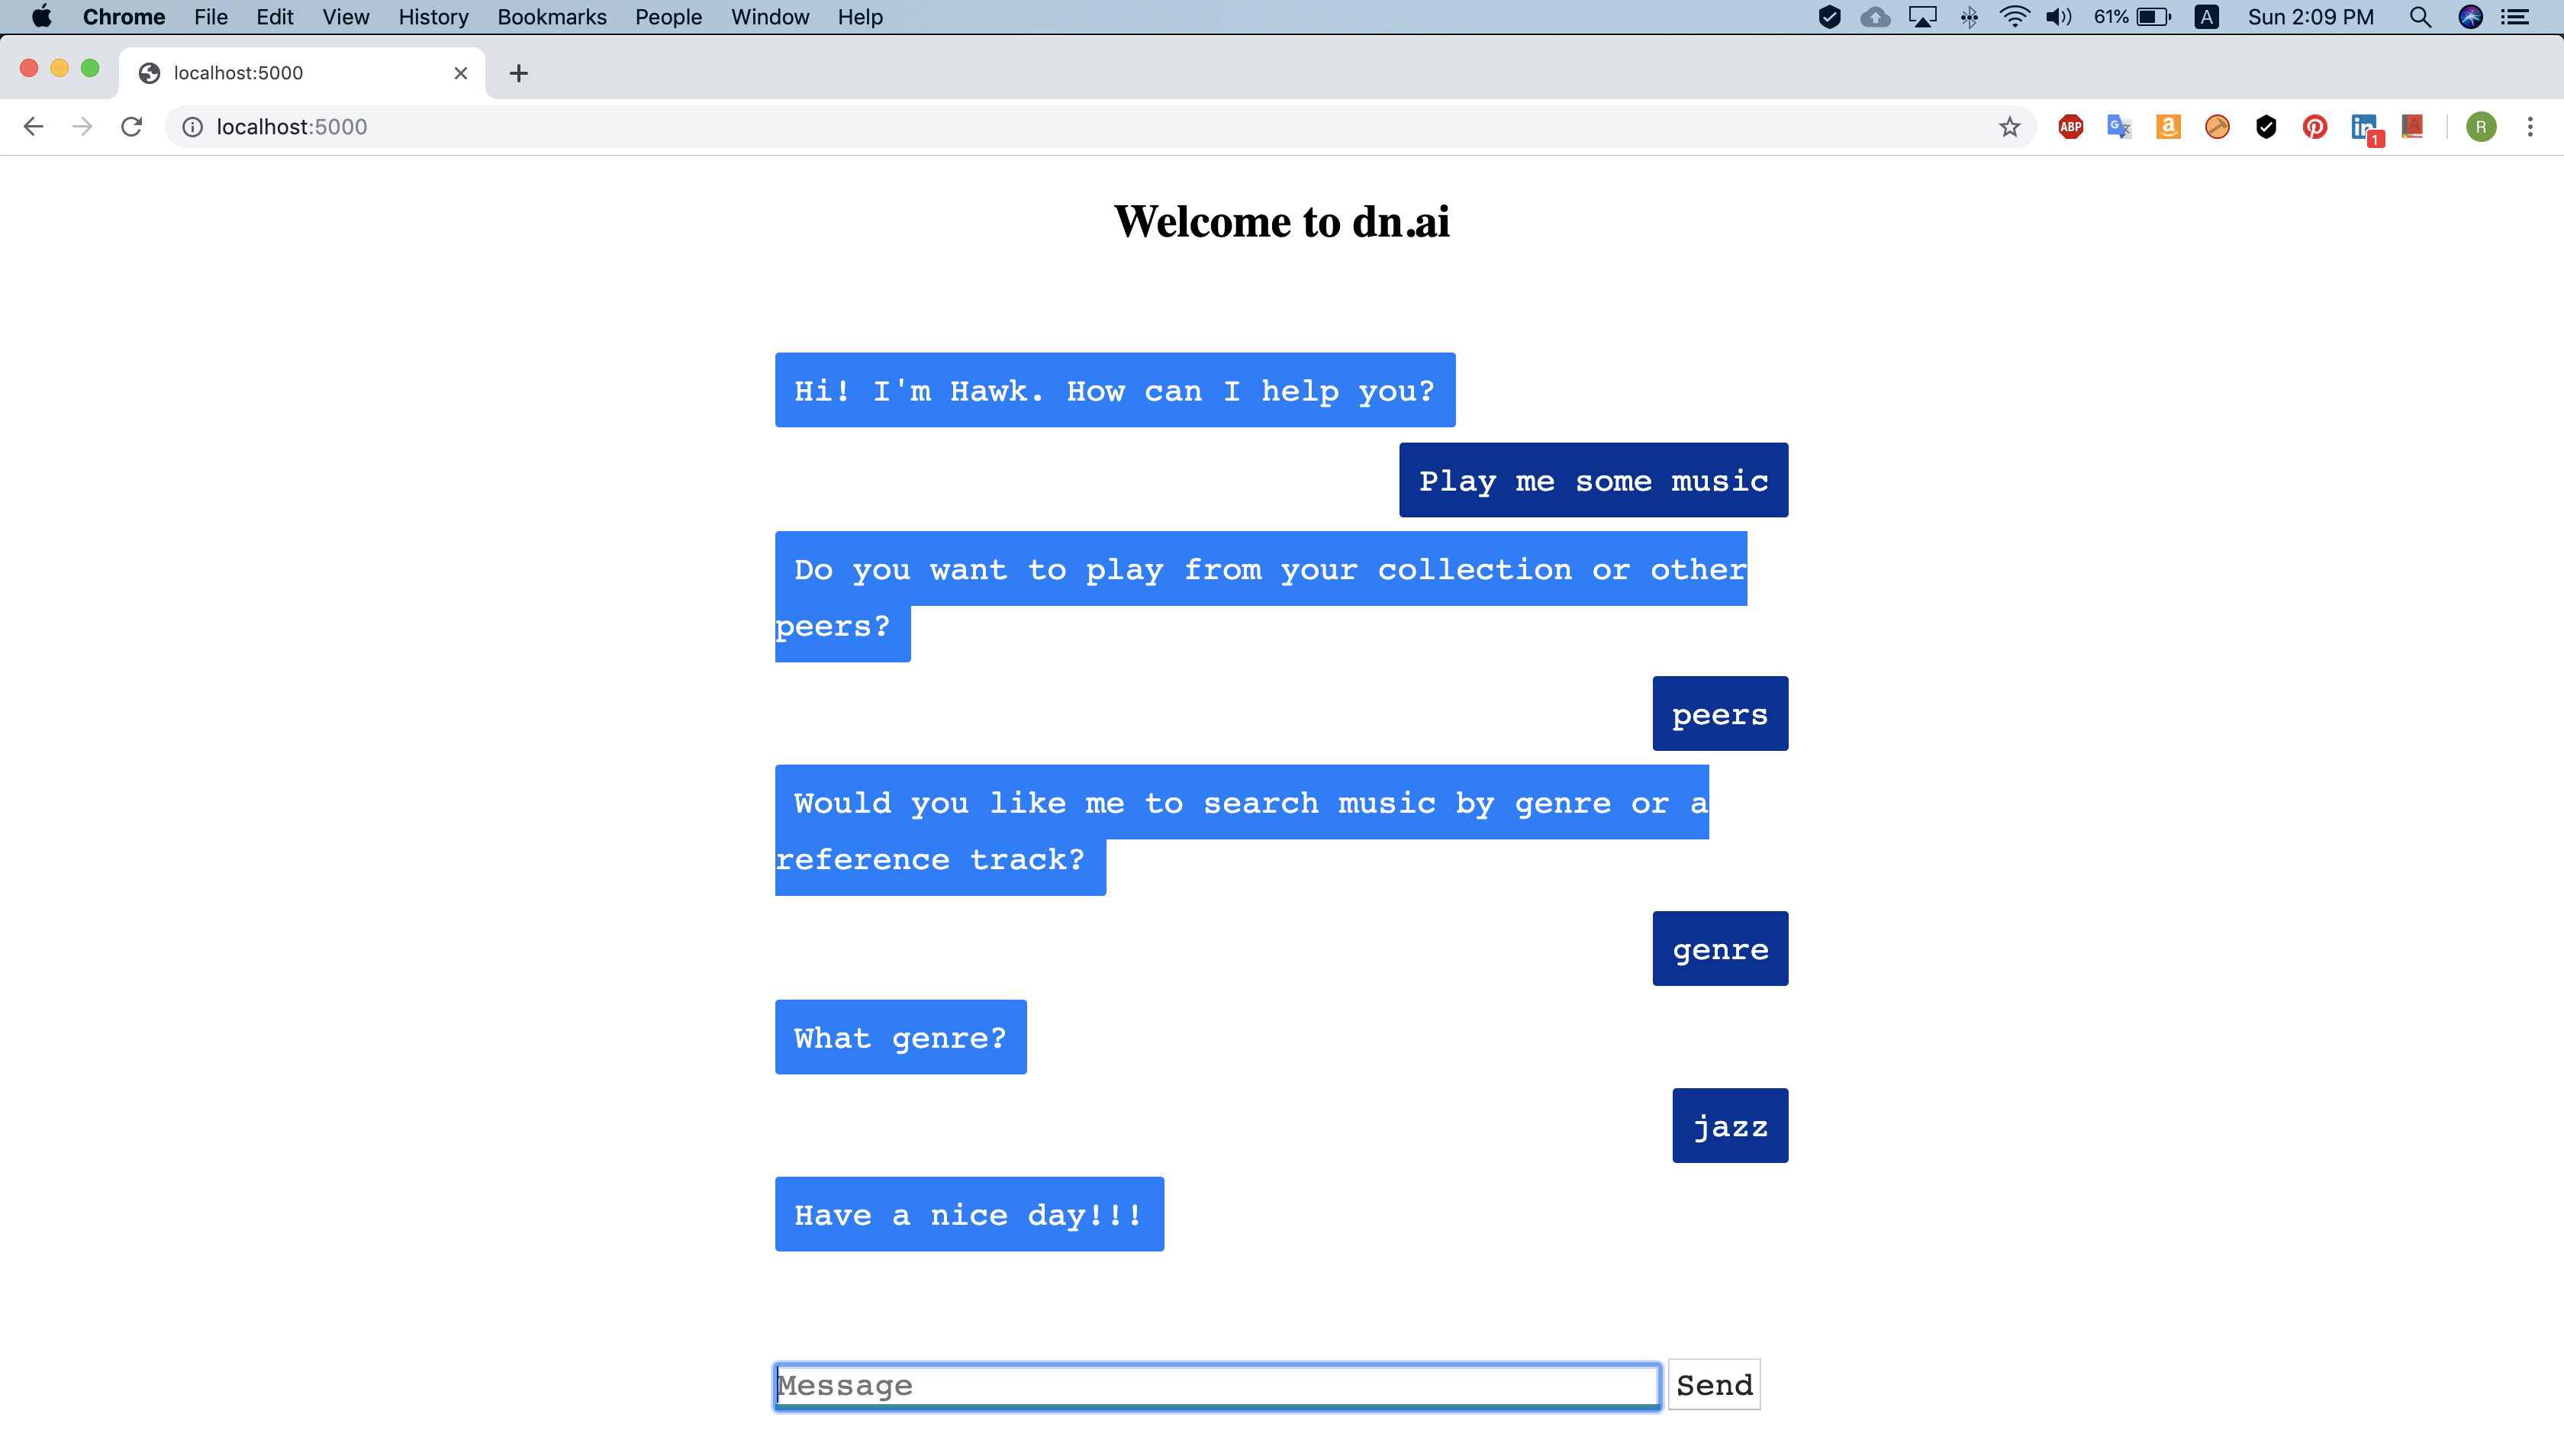 Chrome File Edit View History Bookmarks People Window Help 61% A Sun 2:09 PM
localhost:5000
localhost:5000 ABP G a in 1 A R
Welcome to dn.ai
Hi! I'm Hawk. How can I help you?
Play me some music
Do you want to play from your collection or other
peers?
peers
Would you like me to search music by genre or a
reference track?
genre
What genre?
jazz
Have a nice day!!!
Message Send